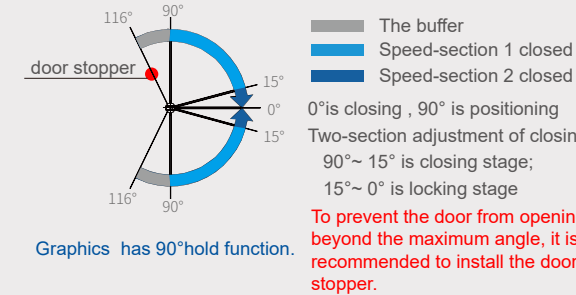 116°
90°
door stopper
15°
0°
15°
116°
90°
Graphics has 90°hold function.
The buffer
Speed-section 1 closed
Speed-section 2 closed
0°is closing , 90° is positioning
Two-section adjustment of closin
90°~ 15° is closing stage;
15°~ 0° is locking stage
To prevent the door from openin
beyond the maximum angle, it is
recommended to install the door
stopper.